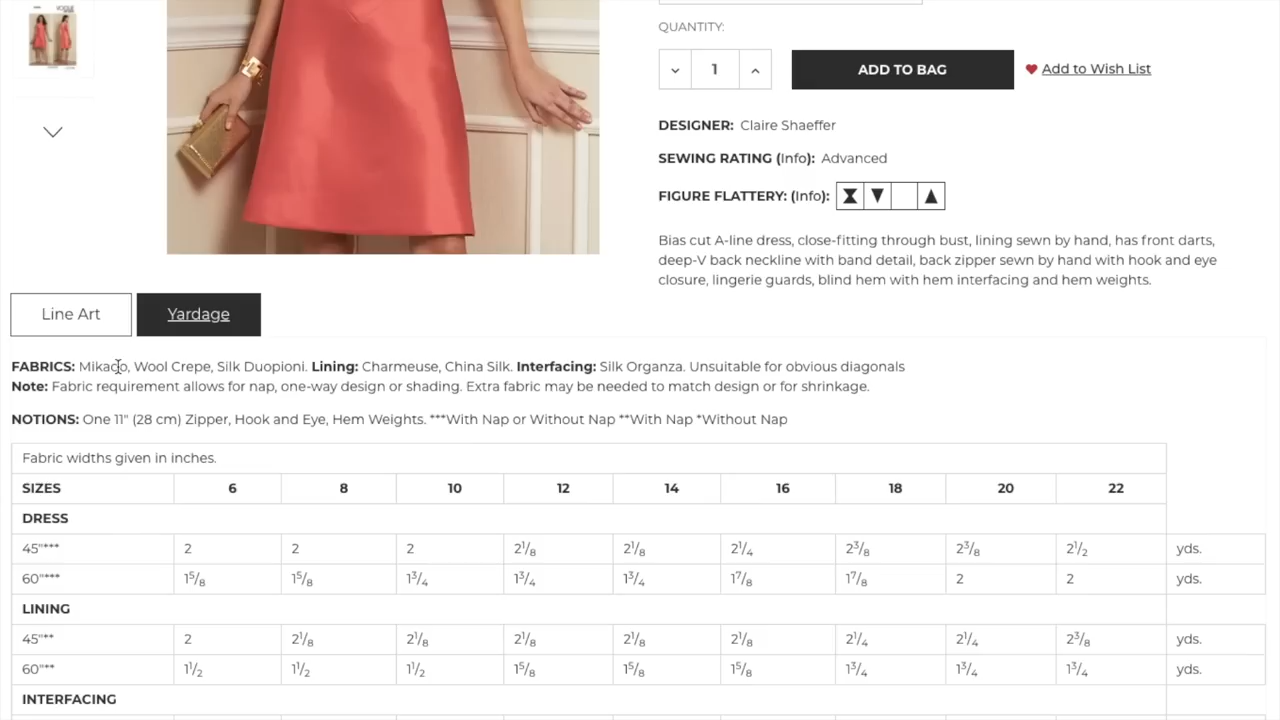 VOGUE
QUANTITY:
1
ADD TO BAG
Add to Wish List
DESIGNER: Claire Shaeffer
SEWING RATING (Info): Advanced
FIGURE FLATTERY: (Info):
Bias cut A-line dress, close-fitting through bust, lining sewn by hand, has front darts,
deep-V back neckline with band detail, back zipper sewn by hand with hook and eye
closure, lingerie guards, blind hem with hem interfacing and hem weights.
Line Art Yardage
FABRICS: Mikado, Wool Crepe, Silk Duopioni. Lining: Charmeuse, China Silk. Interfacing: Silk Organza. Unsuitable for obvious diagonals
Note: Fabric requirement allows for nap, one-way design or shading. Extra fabric may be needed to match design or for shrinkage.
NOTIONS: One 11" (28 cm) Zipper, Hook and Eye, Hem Weights. ***With Nap or Without Nap **With Nap *Without Nap
Fabric widths given in inches.
SIZES 6 8 10 12 14 16 18 20 22
DRESS
45"*** 2 2 2 2 1/8 2 1/8 2 1/4 2 3/8 2 3/8 2 1/2 yds.
60"*** 1 5/8 1 5/8 1 3/4 1 3/4 1 3/4 1 7/8 1 7/8 2 2 yds.
LINING
45"** 2 2 1/8 2 1/8 2 1/8 2 1/8 2 1/8 2 1/4 2 1/4 2 3/8 yds.
60"** 1 1/2 1 1/2 1 1/2 1 5/8 1 5/8 1 5/8 1 3/4 1 3/4 1 3/4 yds.
INTERFACING